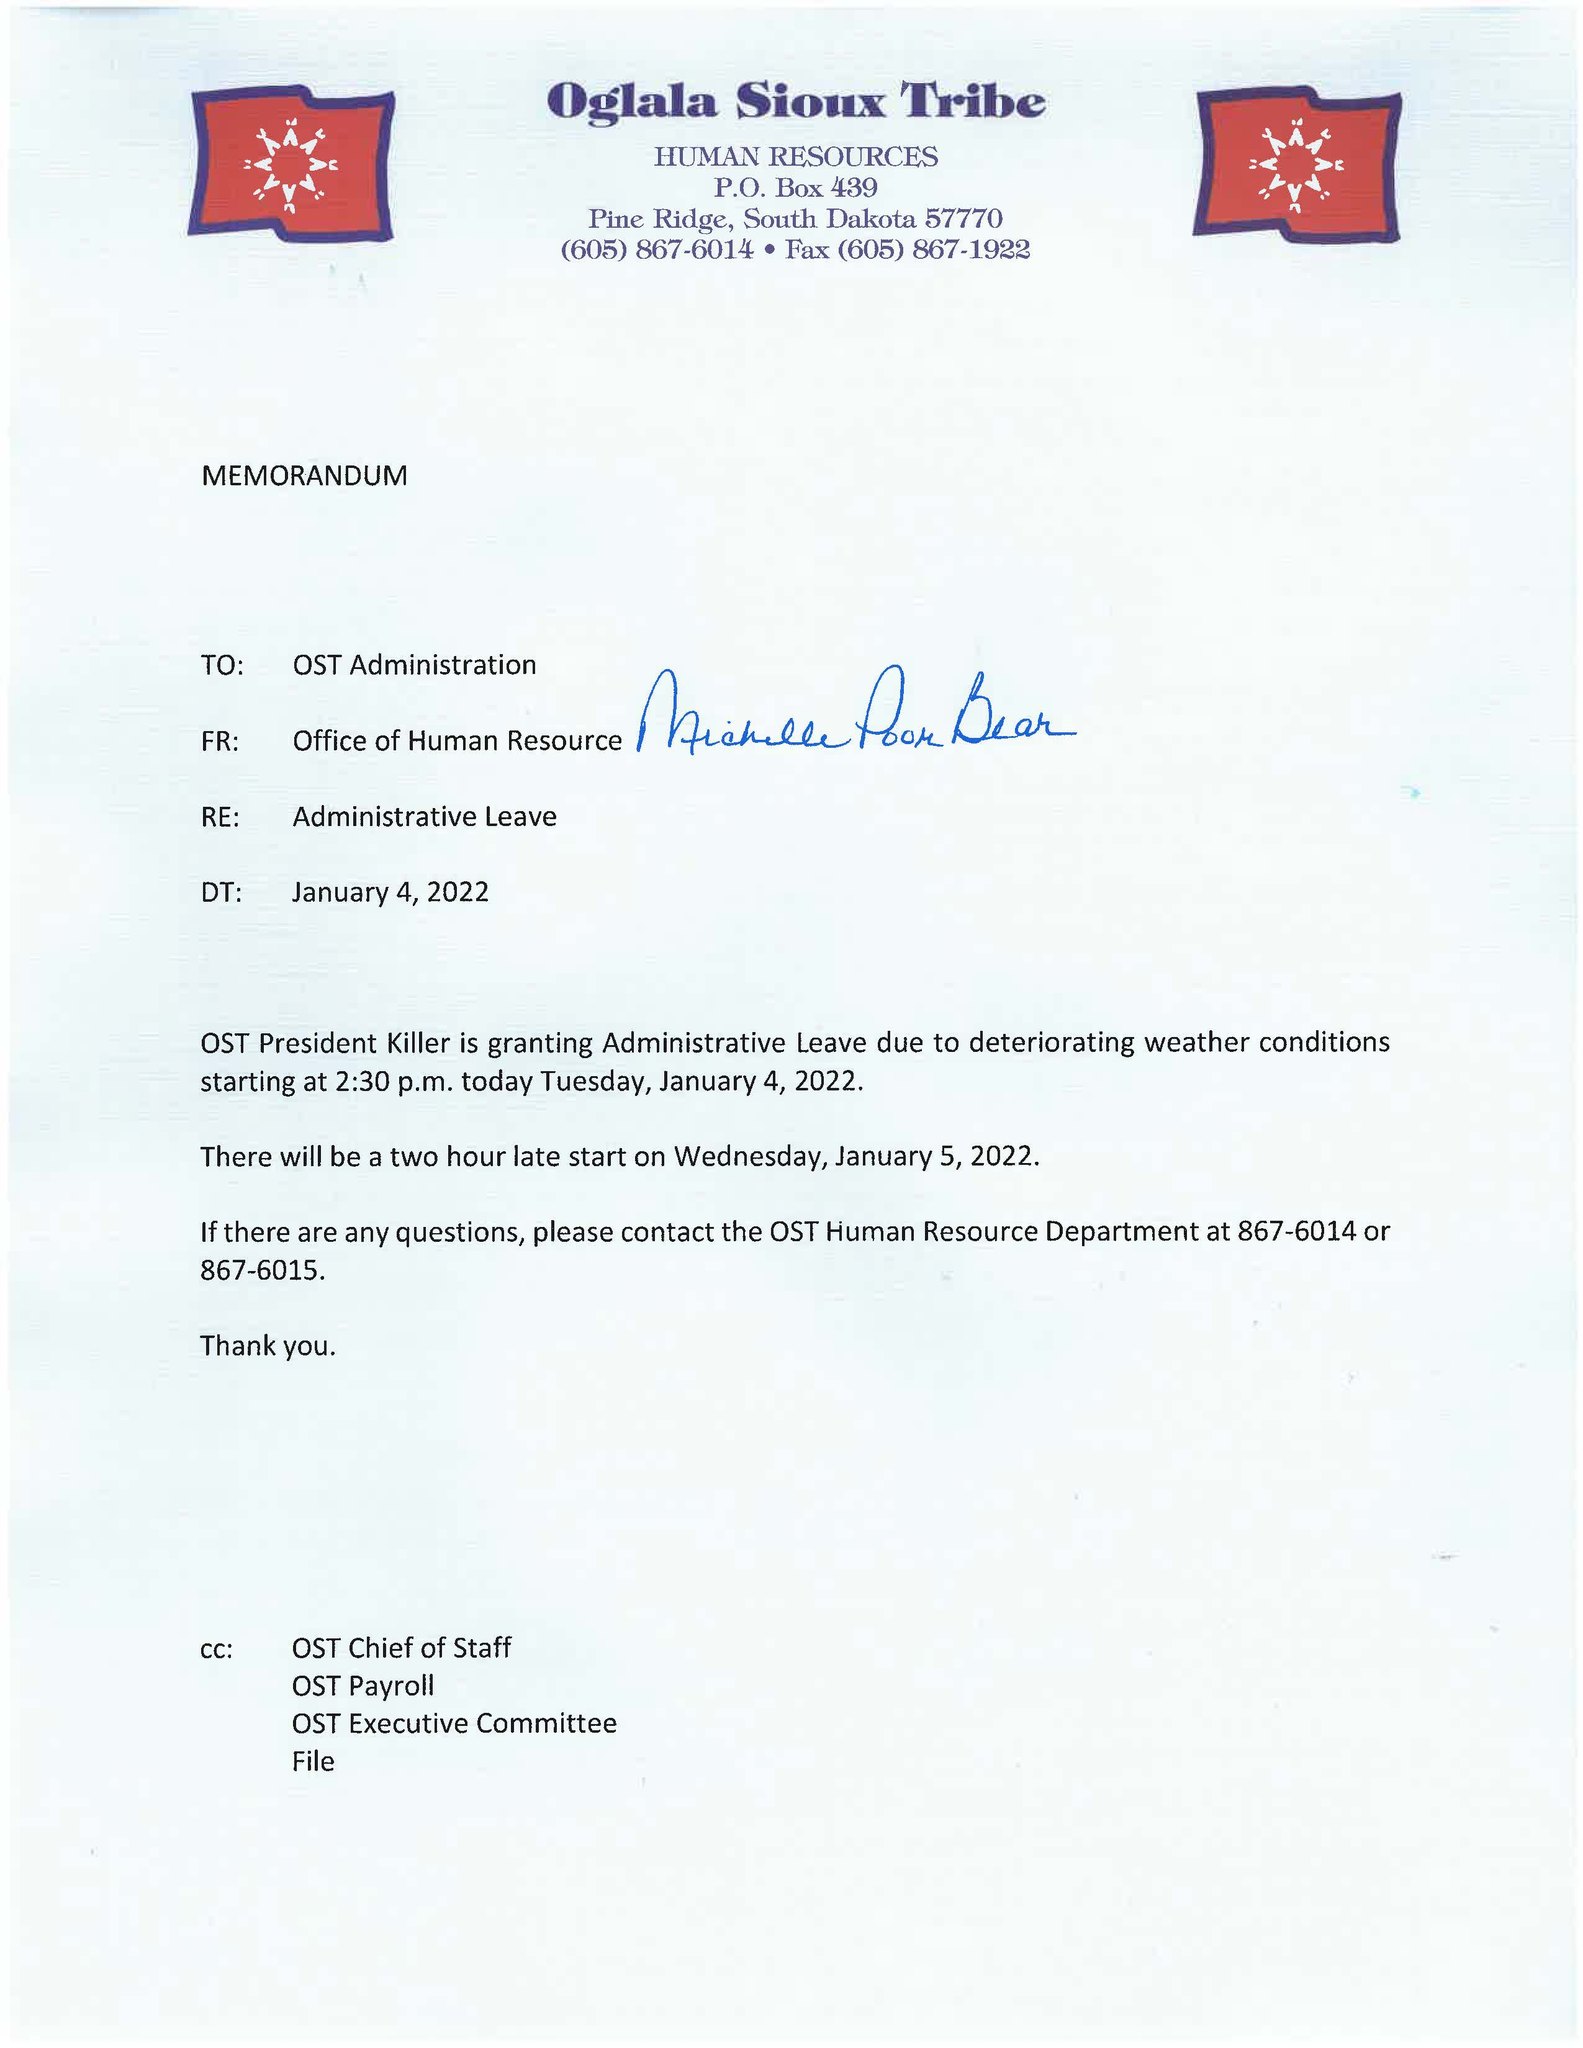 Oglala Sioux Tribe
HUMAN RESOURCES
P.O. Box 439
Pine Ridge, South Dakota 57770
(605) 867-6014 • Fax (605) 867-1922
MEMORANDUM
TO: OST Administration
FR: Office of Human Resource Michelle Poor Bear
RE: Administrative Leave
DT: January 4, 2022
OST President Killer is granting Administrative Leave due to deteriorating weather conditions
starting at 2:30 p.m. today Tuesday, January 4, 2022.
There will be a two hour late start on Wednesday, January 5, 2022.
If there are any questions, please contact the OST Human Resource Department at 867-6014 or
867-6015.
Thank you.
cc: OST Chief of Staff
OST Payroll
OST Executive Committee
File